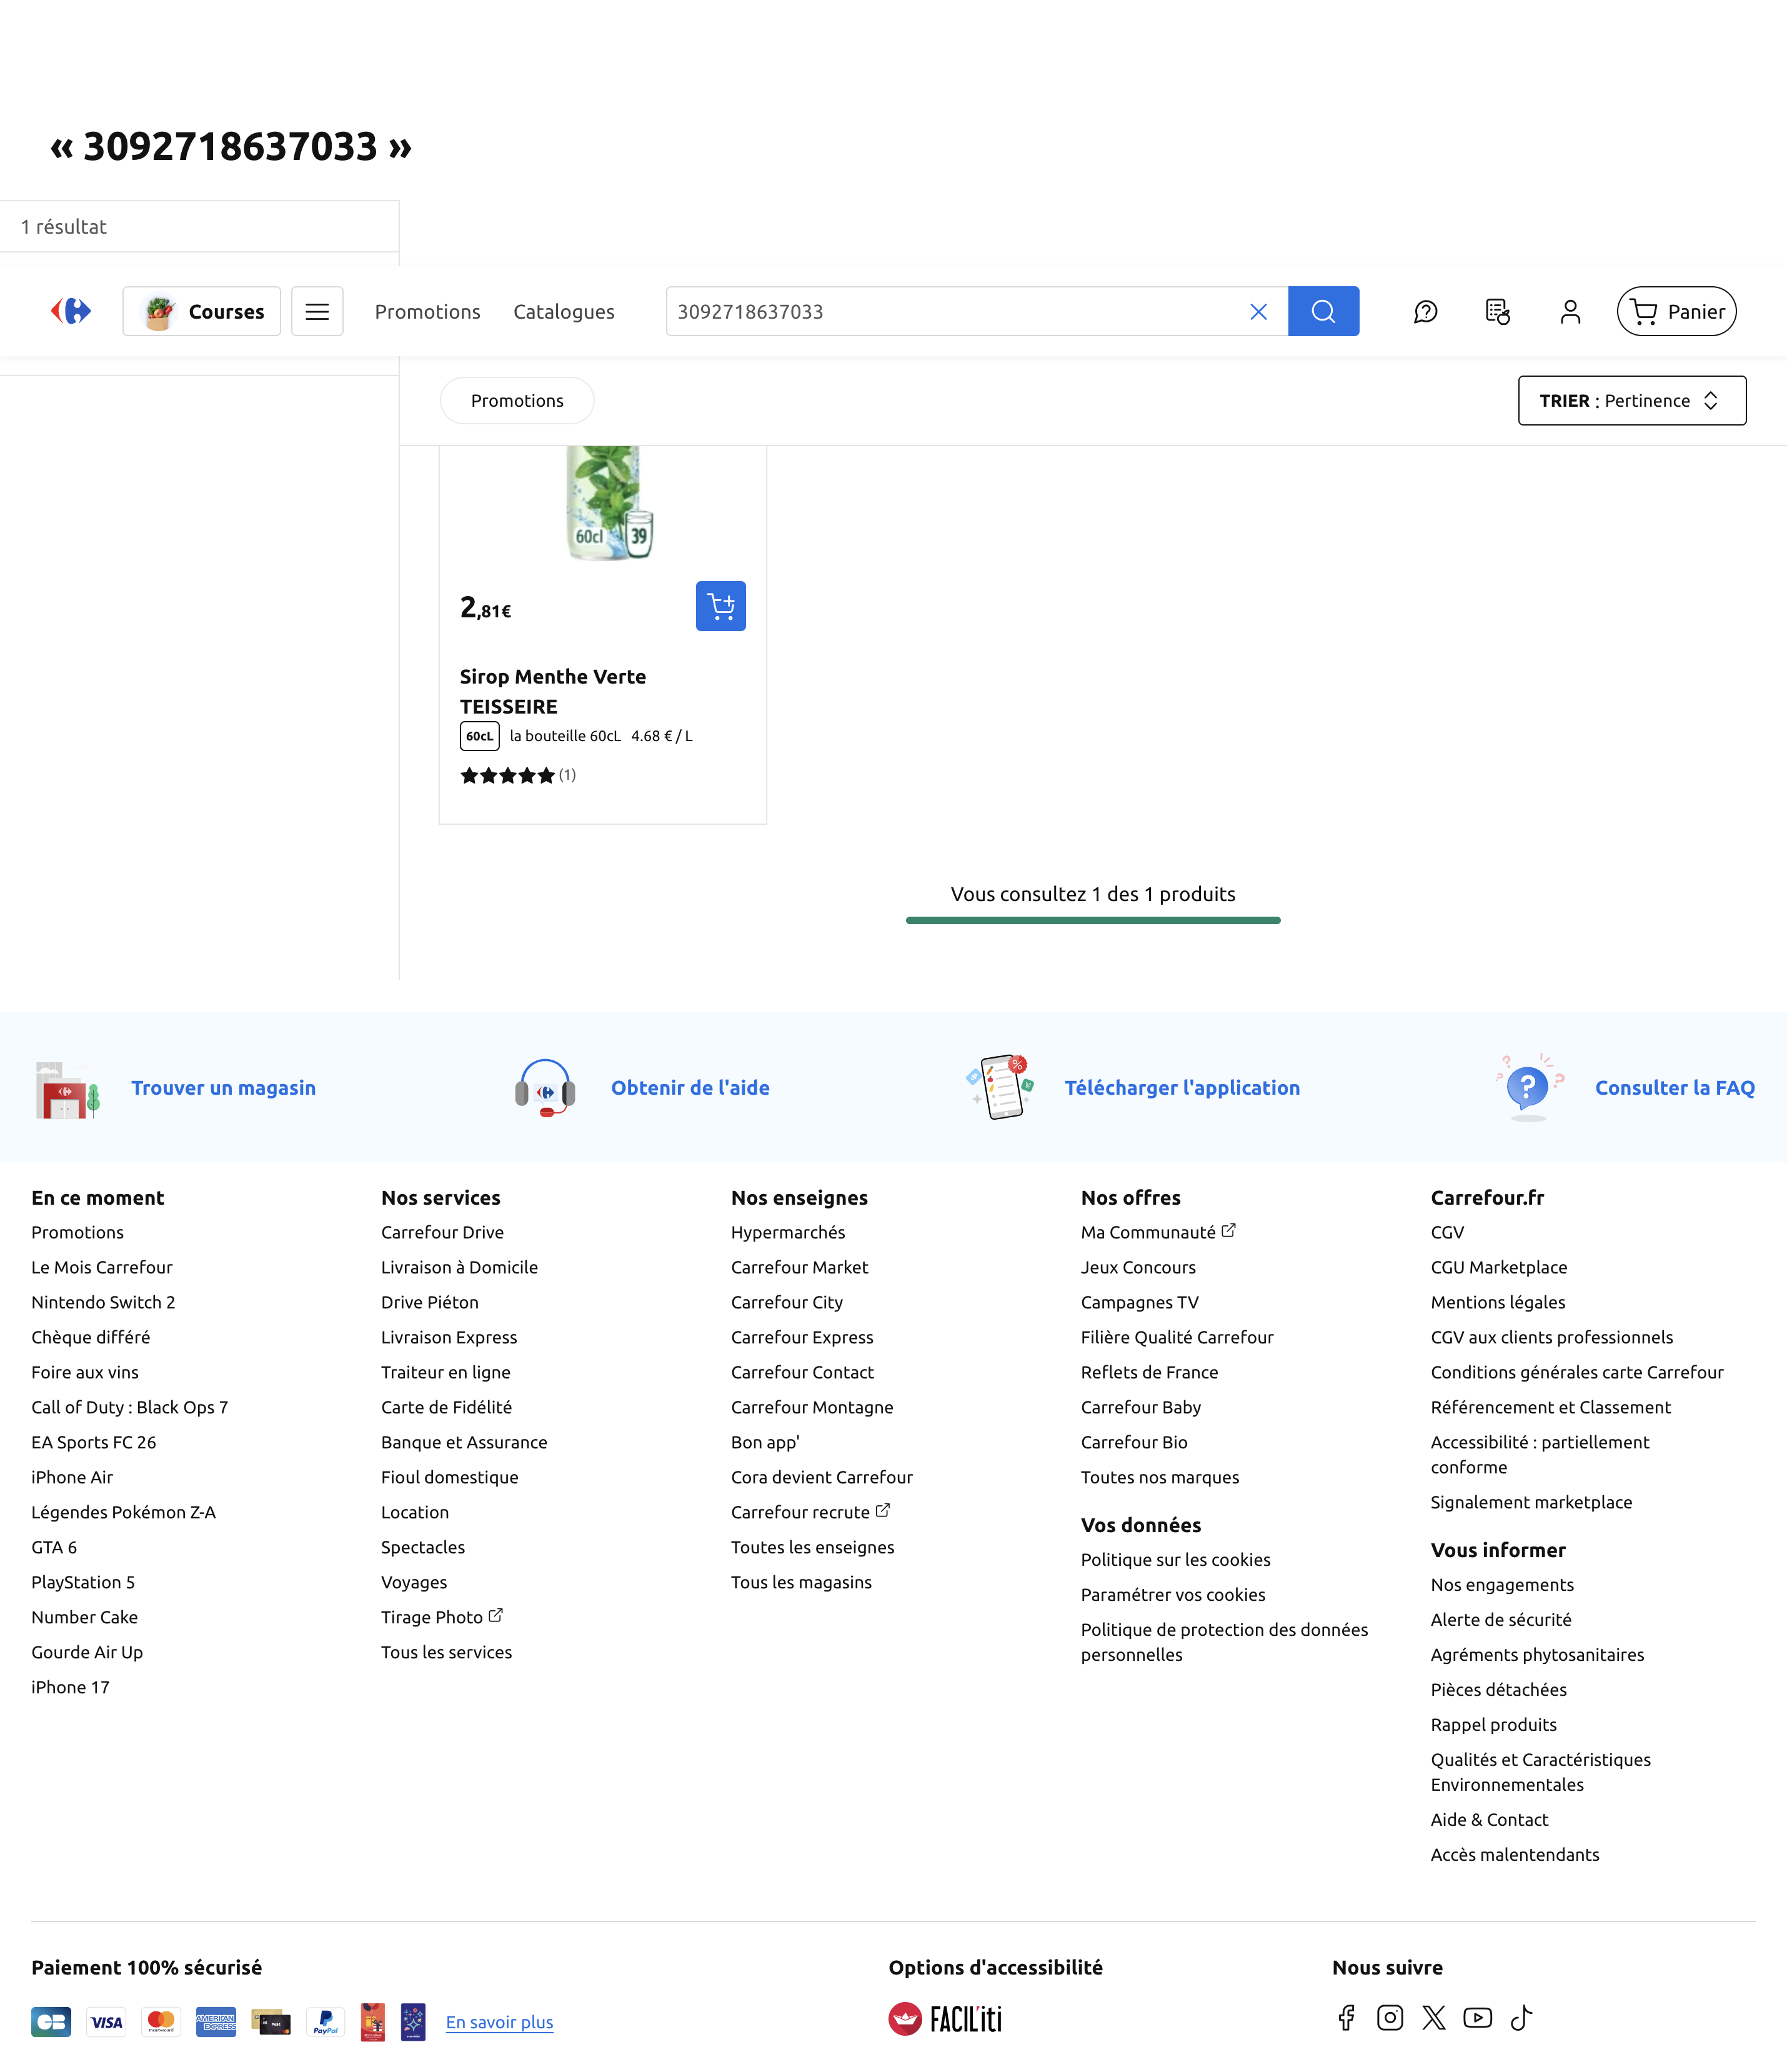 « 3092718637033 »
1 résultat
Courses
Promotions
Catalogues
3092718637033
Panier
Promotions
TRIER : Pertinence
60cl
39
2,81€
Sirop Menthe Verte
TEISSEIRE
60cL la bouteille 60cL 4.68 € / L
(1)
Vous consultez 1 des 1 produits
Trouver un magasin
Obtenir de l'aide
Télécharger l'application
Consulter la FAQ
En ce moment
Promotions
Le Mois Carrefour
Nintendo Switch 2
Chèque différé
Foire aux vins
Call of Duty : Black Ops 7
EA Sports FC 26
iPhone Air
Légendes Pokémon Z-A
GTA 6
PlayStation 5
Number Cake
Gourde Air Up
iPhone 17
Nos services
Carrefour Drive
Livraison à Domicile
Drive Piéton
Livraison Express
Traiteur en ligne
Carte de Fidélité
Banque et Assurance
Fioul domestique
Location
Spectacles
Voyages
Tirage Photo
Tous les services
Nos enseignes
Hypermarchés
Carrefour Market
Carrefour City
Carrefour Express
Carrefour Contact
Carrefour Montagne
Bon app'
Cora devient Carrefour
Carrefour recrute
Toutes les enseignes
Tous les magasins
Nos offres
Ma Communauté
Jeux Concours
Campagnes TV
Filière Qualité Carrefour
Reflets de France
Carrefour Baby
Carrefour Bio
Toutes nos marques
Vos données
Politique sur les cookies
Paramétrer vos cookies
Politique de protection des données
personnelles
Carrefour.fr
CGV
CGU Marketplace
Mentions légales
CGV aux clients professionnels
Conditions générales carte Carrefour
Référencement et Classement
Accessibilité : partiellement
conforme
Signalement marketplace
Vous informer
Nos engagements
Alerte de sécurité
Agréments phytosanitaires
Pièces détachées
Rappel produits
Qualités et Caractéristiques
Environnementales
Aide & Contact
Accès malentendants
Paiement 100% sécurisé
CB
VISA
mastercard
AMERICAN
EXPRESS
PayPal
En savoir plus
Options d'accessibilité
FACIL'iti
Nous suivre